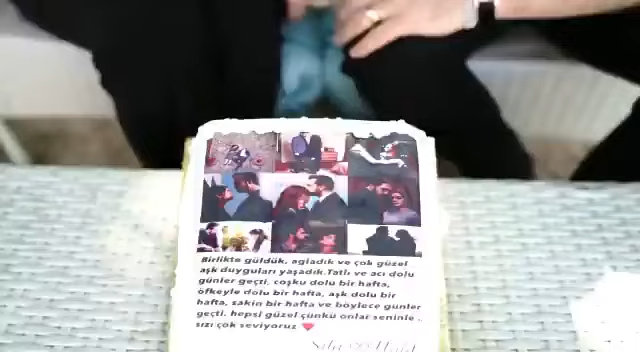 Birlikte güldük, ağladık ve çok güzel
aşk duyguları yaşadık.Tatlı ve acı dolu
günler geçti, coşku dolu bir hafta,
öfkeyle dolu bir hafta, aşk dolu bir
hafta, sakin bir hafta ve böylece günler
geçti. hepsi güzel çünkü onlar seninle .
sızı çok seviyoruz ❤